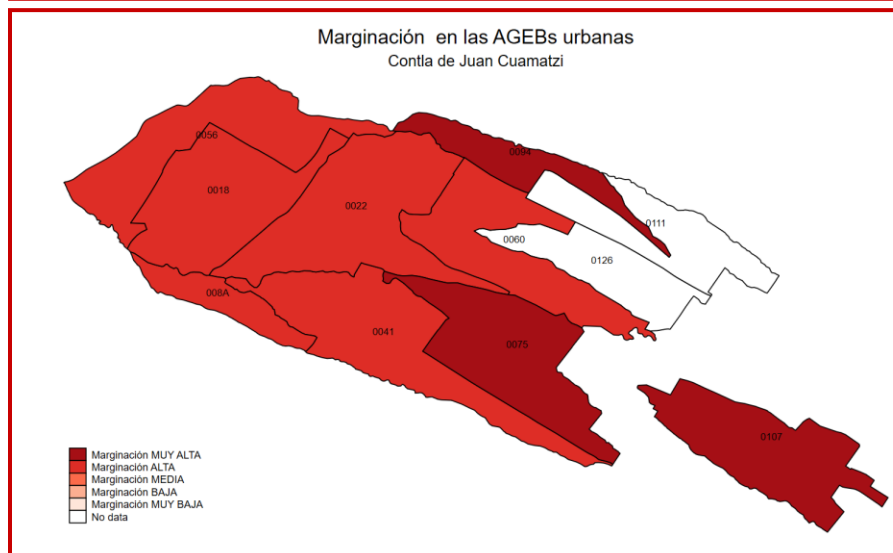 Marginación en las AGEBs urbanas
Contla de Juan Cuamatzi
0056
0094
0018
0022
0111
0060
0126
008A
0041
0075
0107
Marginación MUY ALTA
Marginación ALTA
Marginación MEDIA
Marginación BAJA
Marginación MUY BAJA
No data